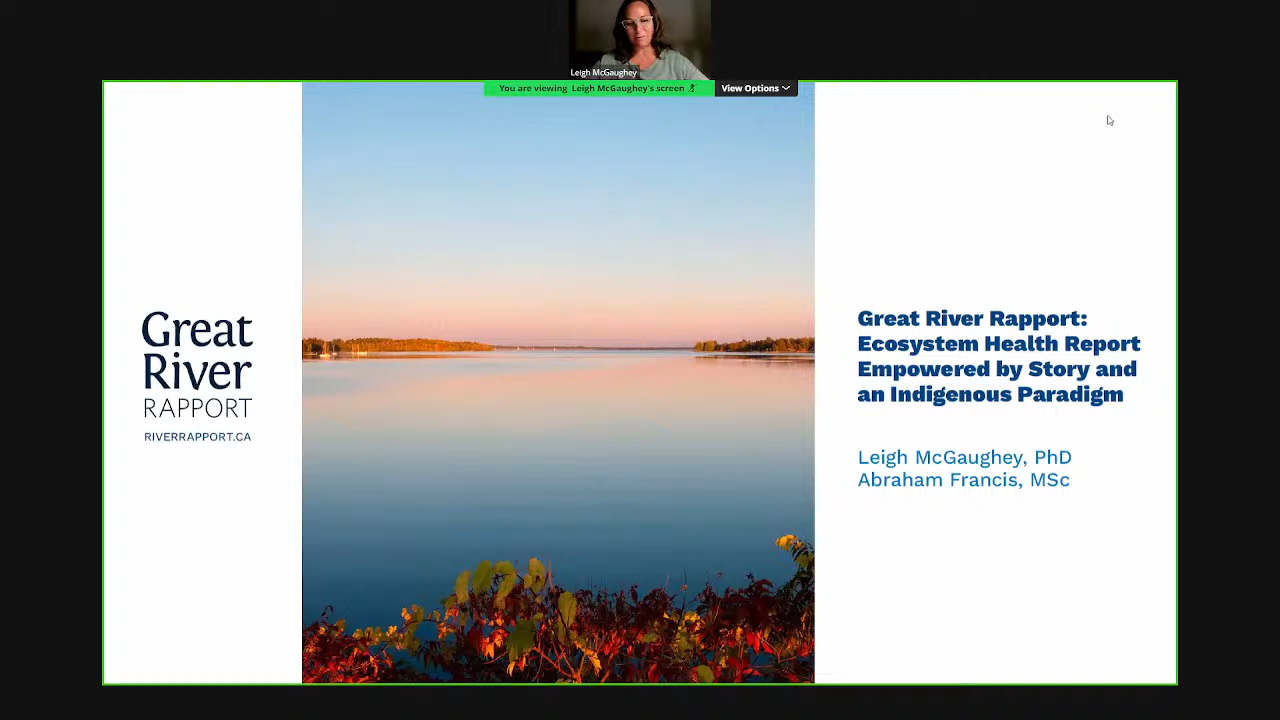 Leigh McGaughey
You are viewing Leigh McGaughey's screen
View Options
Great
River
RAPPORT
RIVERRAPPORT.CA
Great River Rapport:
Ecosystem Health Report
Empowered by Story and
an Indigenous Paradigm
Leigh McGaughey, PhD
Abraham Francis, MSc